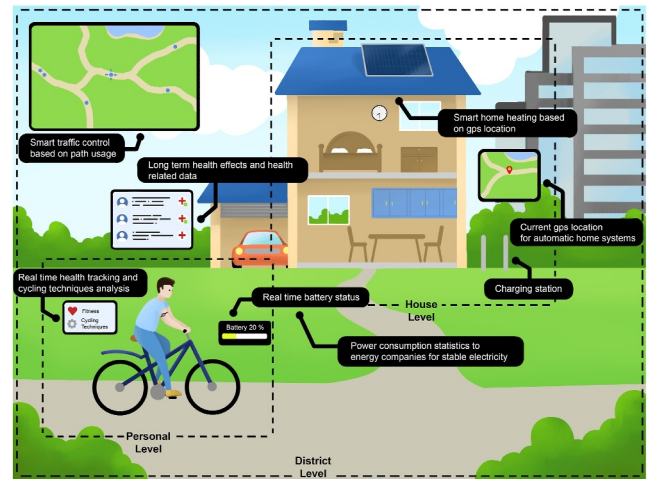 Smart traffic control
based on path usage
Smart home heating based
on gps location
Long term health effects and health
related data
Current gps location
for automatic home systems
Charging station
Real time health tracking and
cycling techniques analysis
Fitness
Cycling
Techniques
Real time battery status
Battery 20 %
House
Level
Power consumption statistics to
energy companies for stable electricity
Personal
Level
District
Level